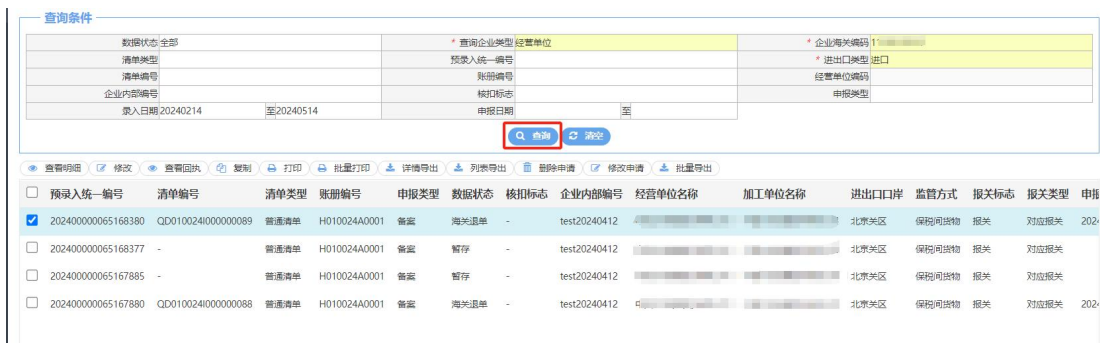 查询条件
数据状态 全部 * 查询企业类型 经营单位 * 企业海关编码 1
清单类型 预录入统一编号 * 进出口类型 进口
清单编号 账册编号 经营单位编码
企业内部编号 核扣标志 申报类型
录入日期 20240214 至 20240514 申报日期 至
查询 清空
查看明细 修改 查看回执 复制 打印 批量打印 详情导出 列表导出 删除申请 修改申请 批量导出
预录入统一编号 清单编号 清单类型 账册编号 申报类型 数据状态 核扣标志 企业内部编号 经营单位名称 加工单位名称 进出口口岸 监管方式 报关标志 报关类型 申报
202400000065168380 QD010024I000000089 普通清单 H010024A0001 备案 海关退单 - test20240412 北京关区 保税间货物 报关 对应报关 202
202400000065168377 - 普通清单 H010024A0001 备案 暂存 - test20240412 北京关区 保税间货物 报关 对应报关
202400000065167885 - 普通清单 H010024A0001 备案 暂存 - test20240412 北京关区 保税间货物 报关 对应报关
202400000065167880 QD010024I000000088 普通清单 H010024A0001 备案 海关退单 - test20240412 北京关区 保税间货物 报关 对应报关 202